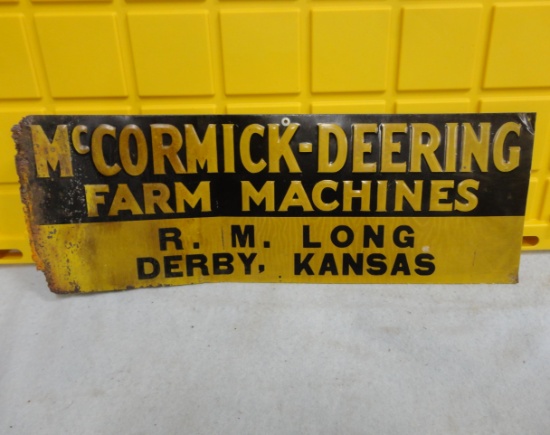 McCORMICK-DEERING
FARM MACHINES
R. M. LONG
DERBY, KANSAS